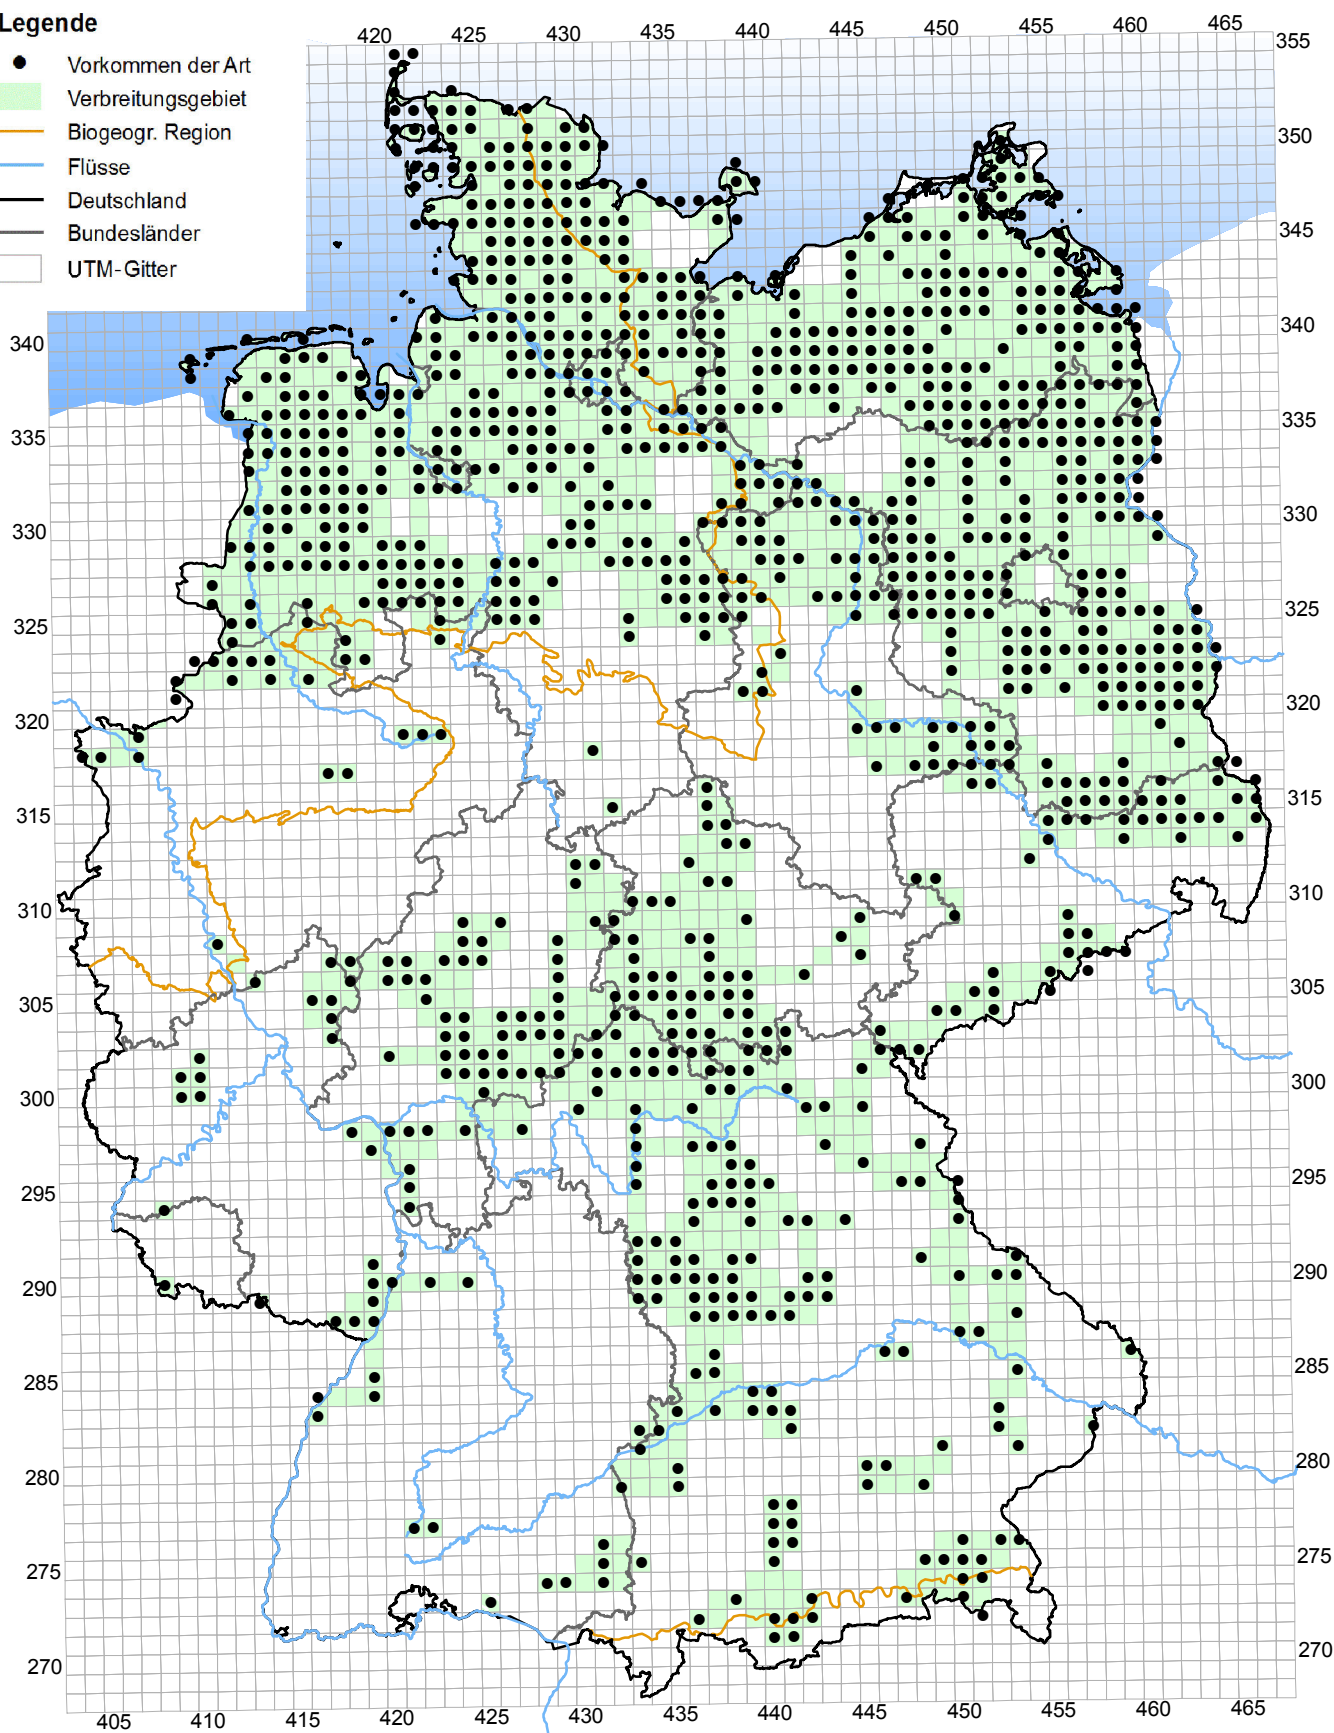 Legende
Vorkommen der Art
Verbreitungsgebiet
Biogeogr. Region
Flüsse
Deutschland
Bundesländer
UTM-Gitter
420 425 430 435 440 445 450 455 460 465
355
350
345
340 340
335 335
330 330
325 325
320 320
315 315
310 310
305 305
300 300
295 295
290 290
285 285
280 280
275 275
270 270
405 410 415 420 425 430 435 440 445 450 455 460 465